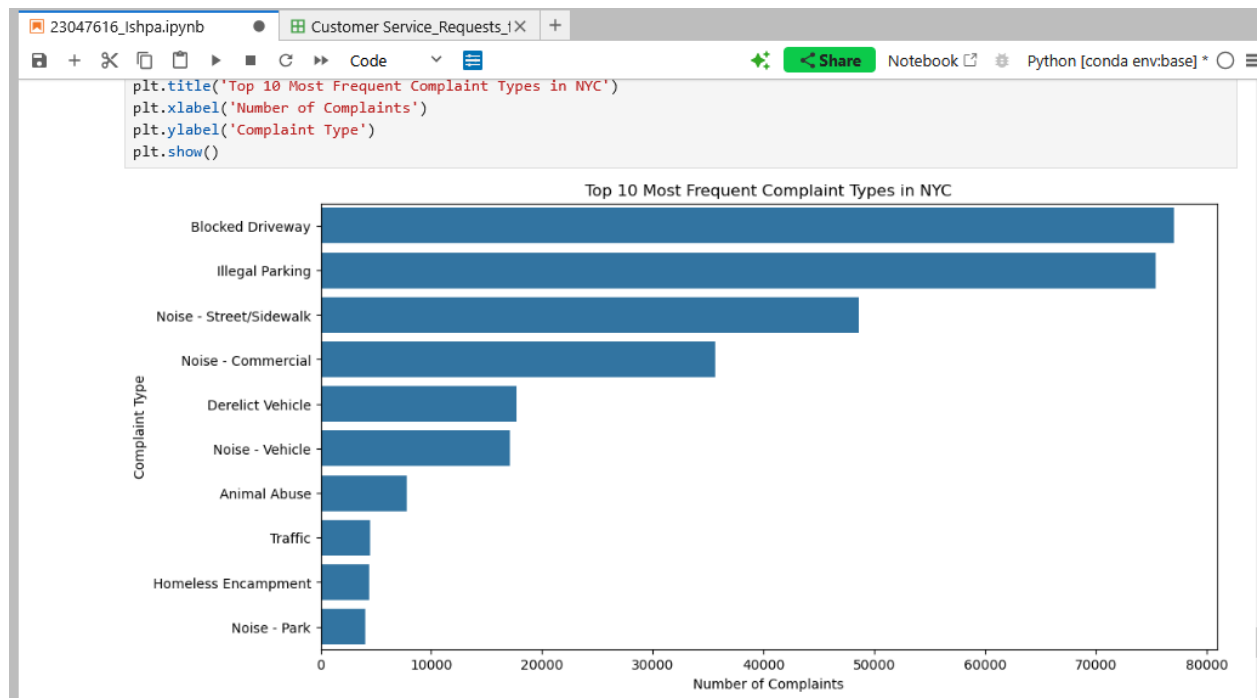 23047616_Ishpa.ipynb
Customer Service_Requests_f
Code
Share
Notebook
Python [conda env:base] *
plt.title('Top 10 Most Frequent Complaint Types in NYC')
plt.xlabel('Number of Complaints')
plt.ylabel('Complaint Type')
plt.show()
Top 10 Most Frequent Complaint Types in NYC
Complaint Type
Blocked Driveway
Illegal Parking
Noise - Street/Sidewalk
Noise - Commercial
Derelict Vehicle
Noise - Vehicle
Animal Abuse
Traffic
Homeless Encampment
Noise - Park
0 10000 20000 30000 40000 50000 60000 70000 80000
Number of Complaints